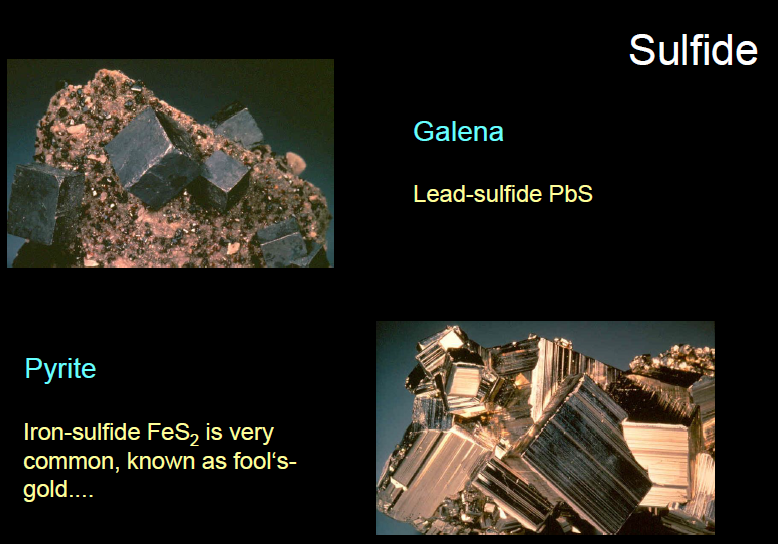 Sulfide
Galena
Lead-sulfide PbS
Pyrite
Iron-sulfide FeS₂ is very
common, known as fool‘s-
gold....